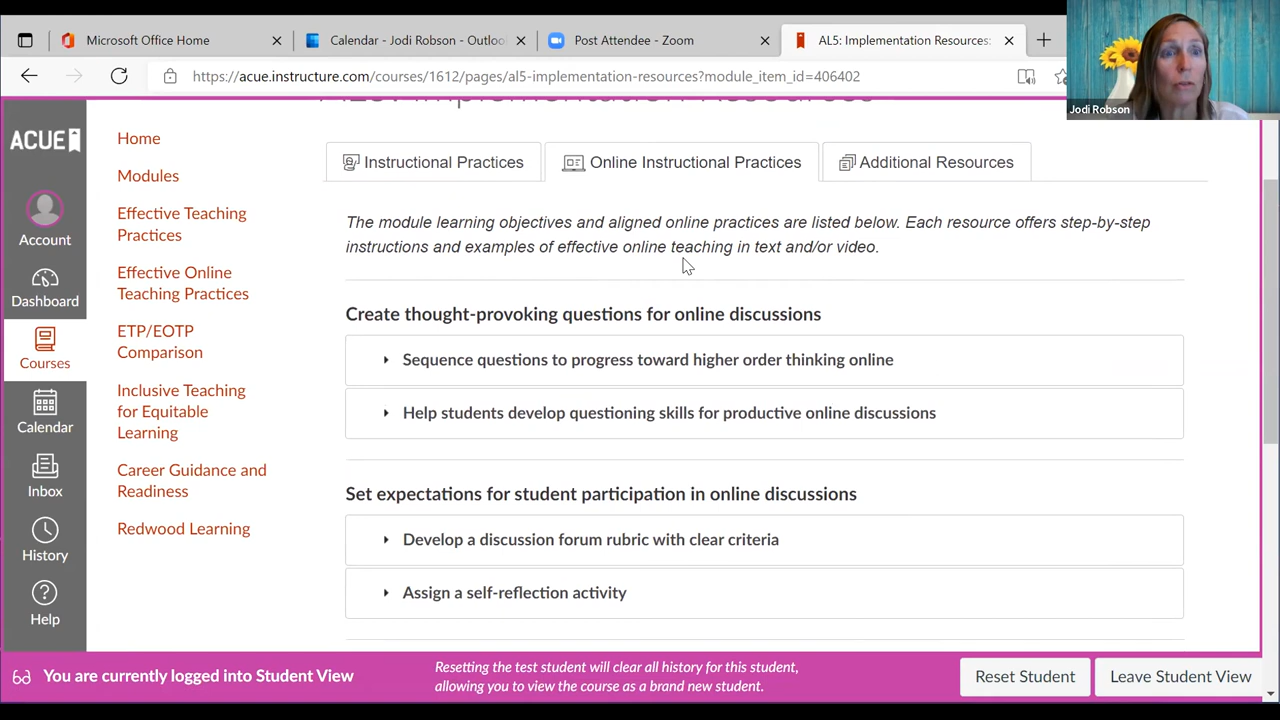 Microsoft Office Home
Calendar - Jodi Robson - Outloo
Post Attendee - Zoom
AL5: Implementation Resources:
https://acue.instructure.com/courses/1612/pages/al5-implementation-resources?module_item_id=406402
Jodi Robson
ACUE
Account
Dashboard
Courses
Calendar
Inbox
History
Help
Home
Modules
Effective Teaching
Practices
Effective Online
Teaching Practices
ETP/EOTP
Comparison
Inclusive Teaching
for Equitable
Learning
Career Guidance and
Readiness
Redwood Learning
AL5: Implementation Resources
Instructional Practices
Online Instructional Practices
Additional Resources
The module learning objectives and aligned online practices are listed below. Each resource offers step-by-step
instructions and examples of effective online teaching in text and/or video.
Create thought-provoking questions for online discussions
Sequence questions to progress toward higher order thinking online
Help students develop questioning skills for productive online discussions
Set expectations for student participation in online discussions
Develop a discussion forum rubric with clear criteria
Assign a self-reflection activity
You are currently logged into Student View
Resetting the test student will clear all history for this student,
allowing you to view the course as a brand new student.
Reset Student
Leave Student View